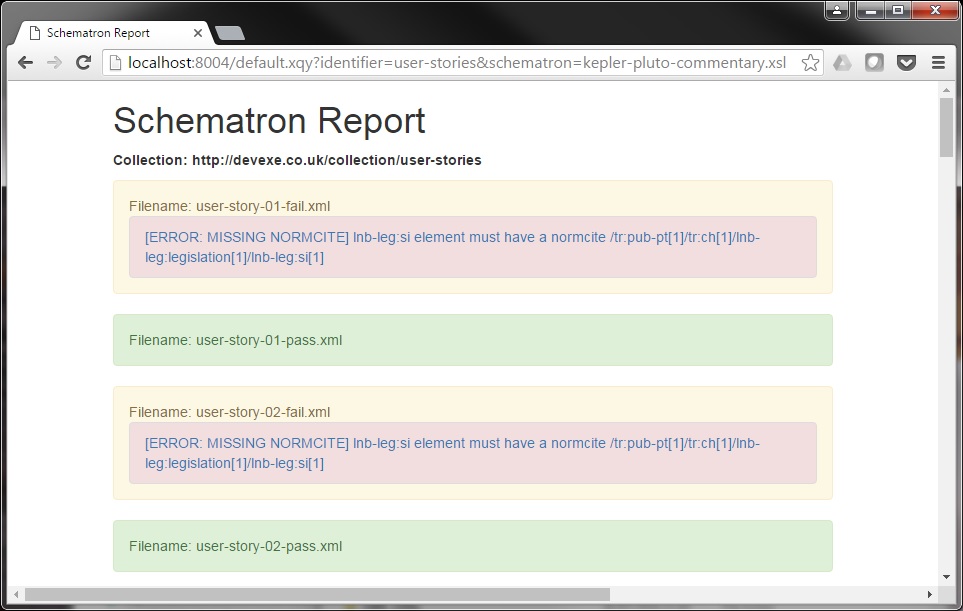 Schematron Report
localhost:8004/default.xqy?identifier=user-stories&schematron=kepler-pluto-commentary.xsl
Schematron Report
Collection: http://devexe.co.uk/collection/user-stories
Filename: user-story-01-fail.xml
[ERROR: MISSING NORMCITE] lnb-leg:si element must have a normcite /tr:pub-pt[1]/tr:ch[1]/lnb-
leg:legislation[1]/lnb-leg:si[1]
Filename: user-story-01-pass.xml
Filename: user-story-02-fail.xml
[ERROR: MISSING NORMCITE] lnb-leg:si element must have a normcite /tr:pub-pt[1]/tr:ch[1]/lnb-
leg:legislation[1]/lnb-leg:si[1]
Filename: user-story-02-pass.xml